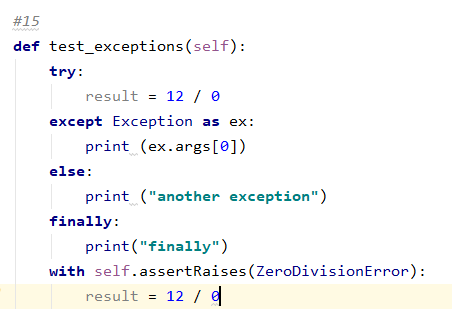 #15
def test_exceptions(self):
    try:
        result = 12 / 0
    except Exception as ex:
        print (ex.args[0])
    else:
        print ("another exception")
    finally:
        print("finally")
    with self.assertRaises(ZeroDivisionError):
        result = 12 / 0